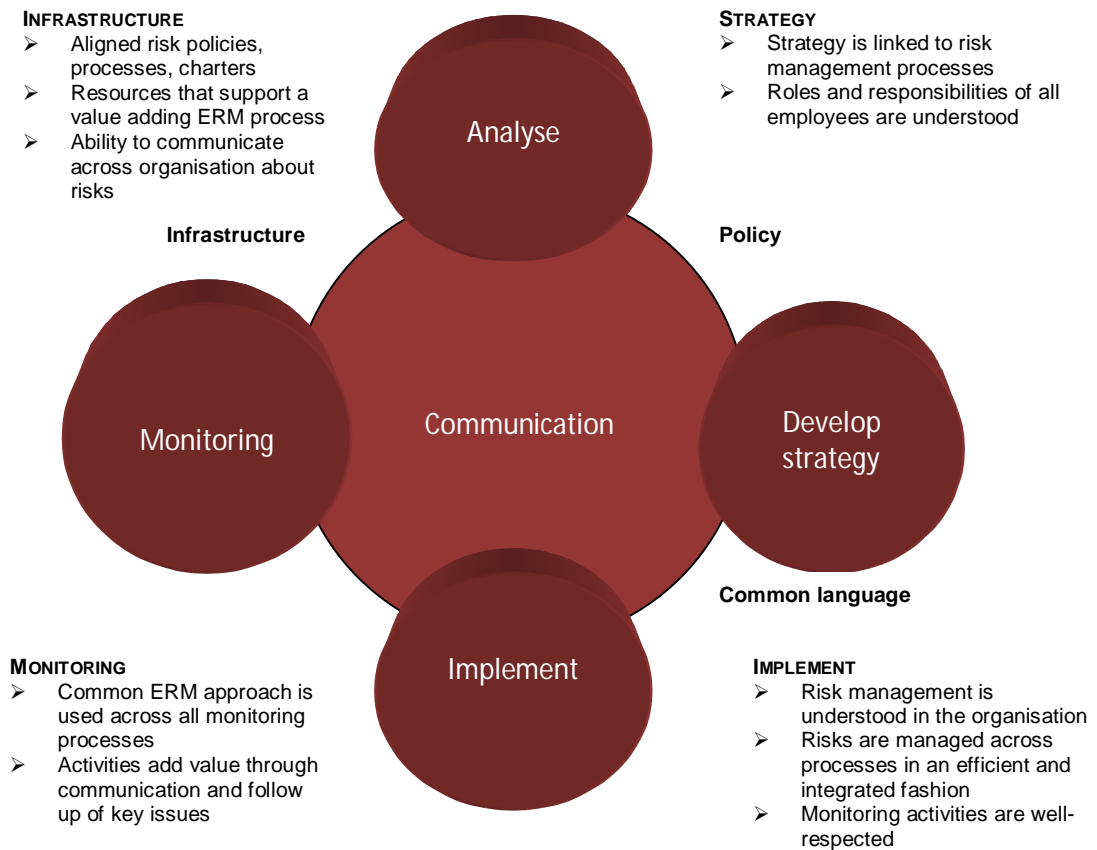 INFRASTRUCTURE
➢ Aligned risk policies,
processes, charters
➢ Resources that support a
value adding ERM process
➢ Ability to communicate
across organisation about
risks
STRATEGY
➢ Strategy is linked to risk
management processes
➢ Roles and responsibilities of all
employees are understood
Analyse
Infrastructure
Policy
Monitoring
Communication
Develop
strategy
Common language
Implement
MONITORING
➢ Common ERM approach is
used across all monitoring
processes
➢ Activities add value through
communication and follow
up of key issues
IMPLEMENT
➢ Risk management is
understood in the organisation
➢ Risks are managed across
processes in an efficient and
integrated fashion
➢ Monitoring activities are well-
respected